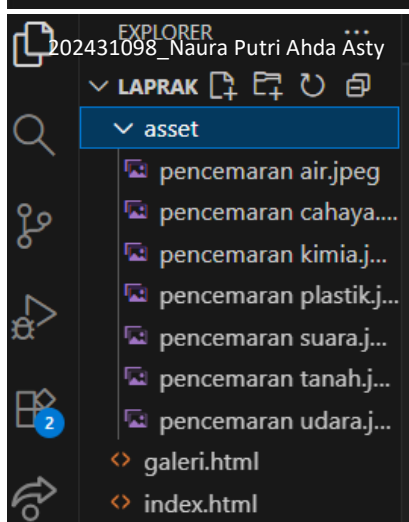 EXPLORER ...
202431098_Naura Putri Ahda Asty
LAPRAK
asset
pencemaran air.jpeg
pencemaran cahaya....
pencemaran kimia.j...
pencemaran plastik.j...
pencemaran suara.j...
pencemaran tanah.j...
pencemaran udara.j...
2
galeri.html
index.html